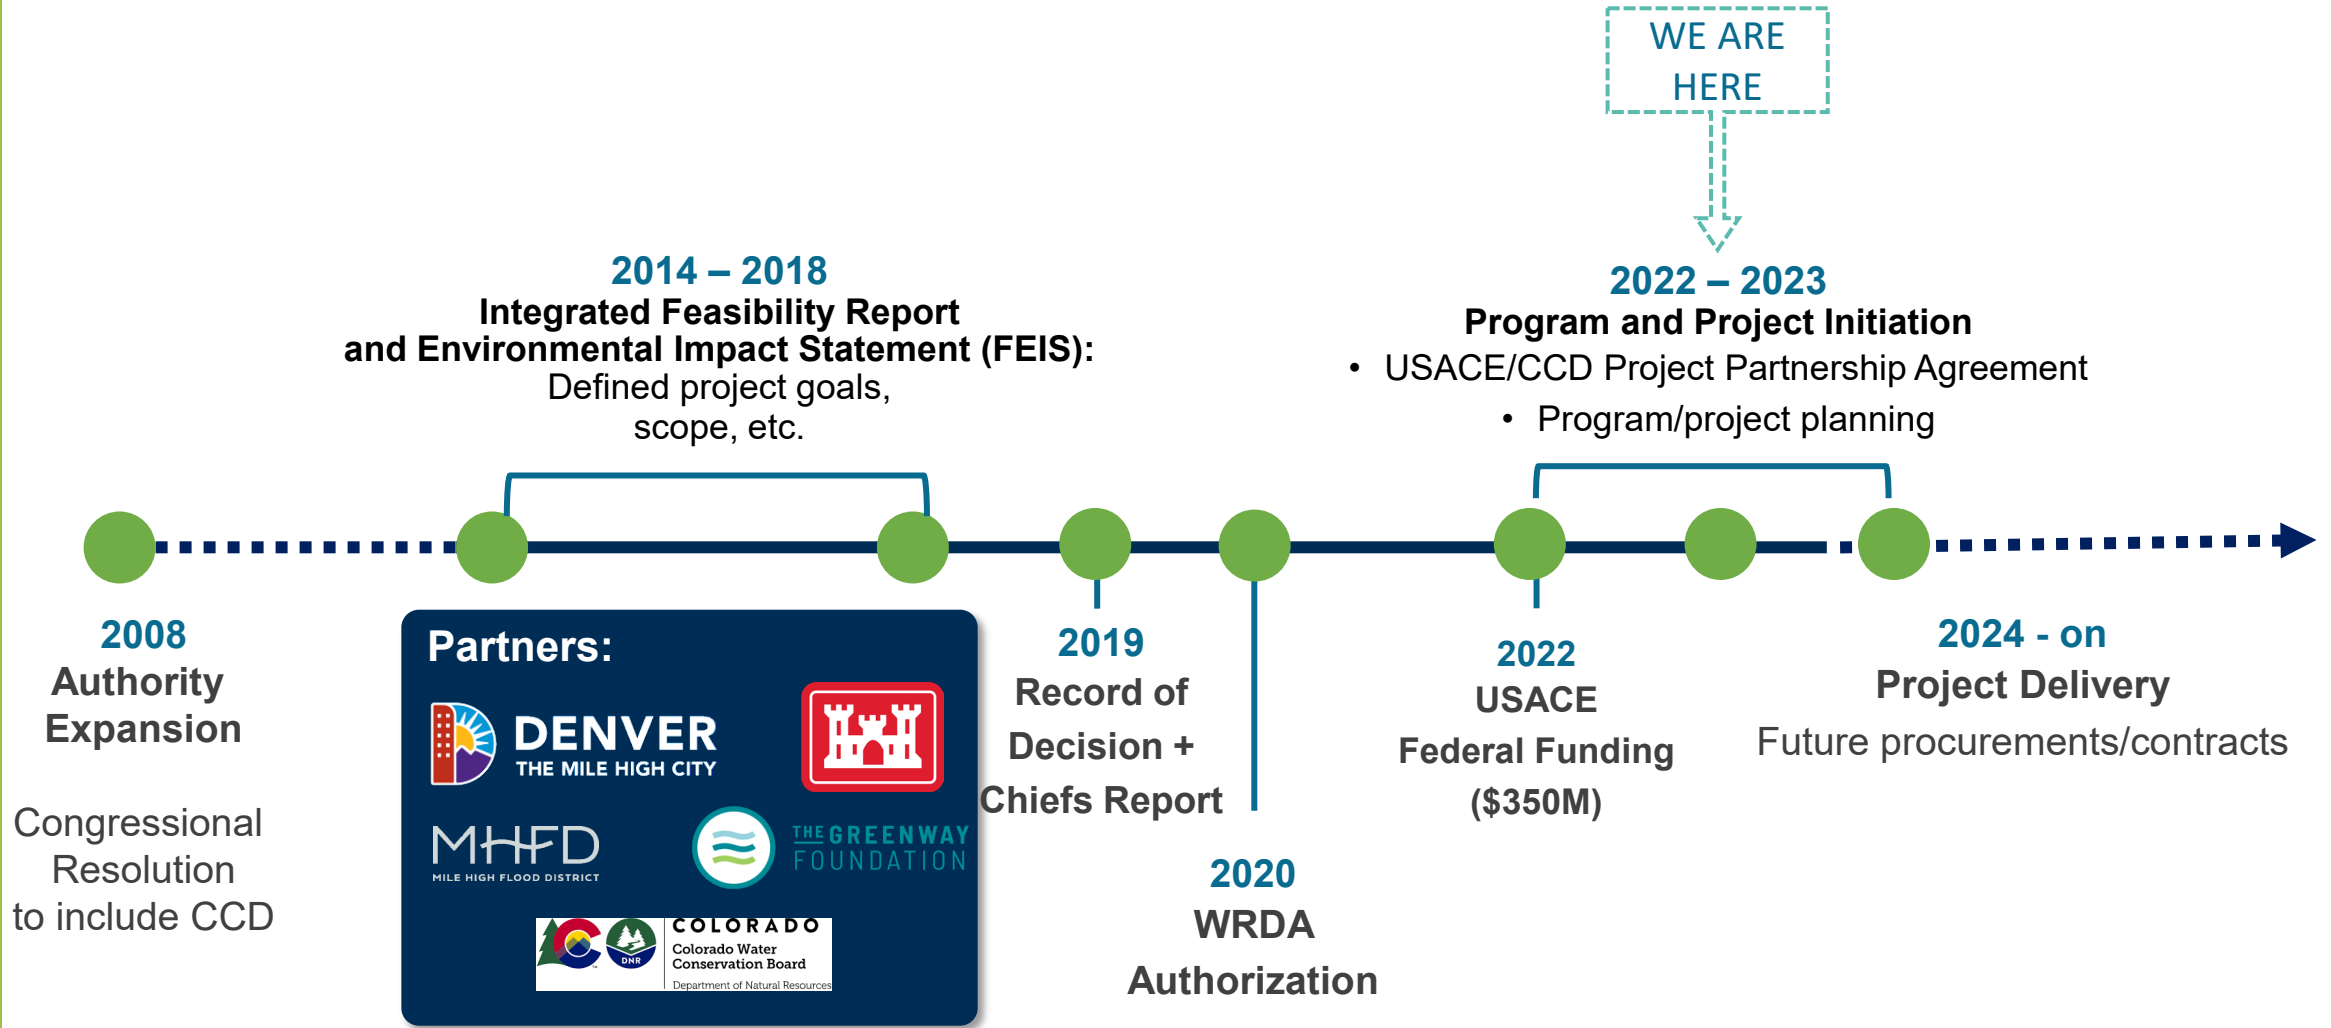 WE ARE
HERE
2014 – 2018
Integrated Feasibility Report
and Environmental Impact Statement (FEIS):
Defined project goals,
scope, etc.
2022 – 2023
Program and Project Initiation
• USACE/CCD Project Partnership Agreement
• Program/project planning
2008
Authority
Expansion
Congressional
Resolution
to include CCD
Partners:
DENVER
THE MILE HIGH CITY
MHFD
MILE HIGH FLOOD DISTRICT
THE GREENWAY
FOUNDATION
DNR
COLORADO
Colorado Water
Conservation Board
Department of Natural Resources
2019
Record of
Decision +
Chiefs Report
2020
WRDA
Authorization
2022
USACE
Federal Funding
($350M)
2024 - on
Project Delivery
Future procurements/contracts